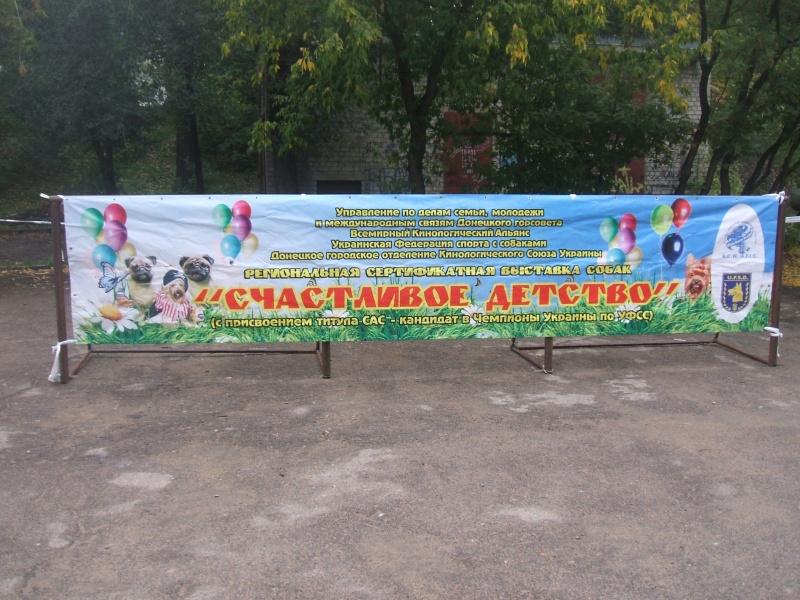 Управление по делам семьи, молодежи
и международным связям Донецкого горсовета
Всемирный Кинологический Альянс
Украинская Федерация спорта с собаками
Донецкое городское отделение Кинологического Союза Украины
РЕГИОНАЛЬНАЯ СЕРТИФИКАТНАЯ ВЫСТАВКА СОБАК
"СЧАСТЛИВОЕ ДЕТСТВО"
(с присвоением титула САС - кандидат в Чемпионы Украины по УФСС)
U.F.S.D.